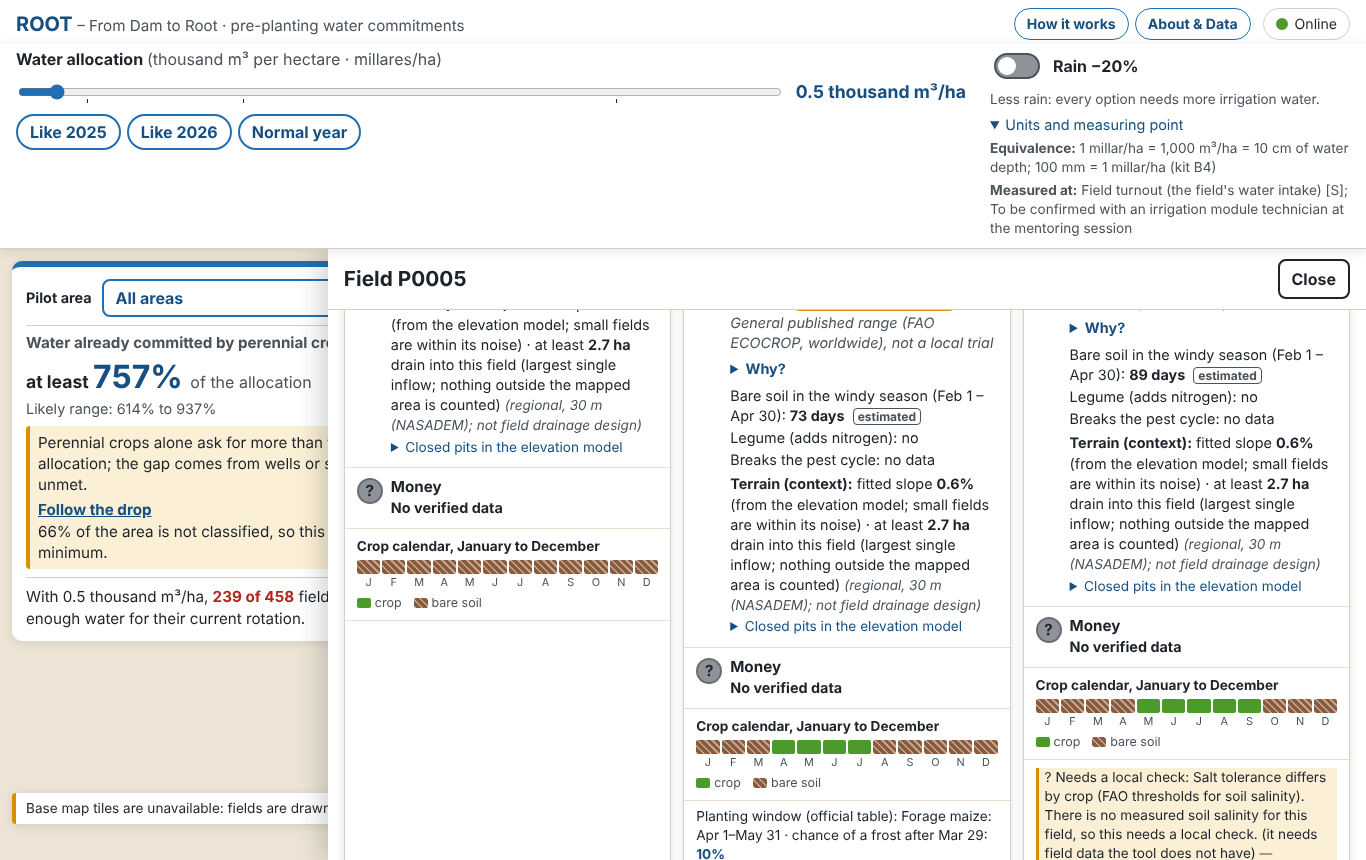 ROOT – From Dam to Root · pre-planting water commitments
How it works
About & Data
Online
Water allocation (thousand m³ per hectare · millares/ha)
0.5 thousand m³/ha
Like 2025
Like 2026
Normal year
Rain −20%
Less rain: every option needs more irrigation water.
▼ Units and measuring point
Equivalence: 1 millar/ha = 1,000 m³/ha = 10 cm of water
depth; 100 mm = 1 millar/ha (kit B4)
Measured at: Field turnout (the field's water intake) [S];
To be confirmed with an irrigation module technician at
the mentoring session
Pilot area
All areas
Water already committed by perennial
at least 757% of the allocation
Likely range: 614% to 937%
Perennial crops alone ask for more than
allocation; the gap comes from wells or
unmet.
Follow the drop
66% of the area is not classified, so this
minimum.
With 0.5 thousand m³/ha, 239 of 458
enough water for their current rotation.
Base map tiles are unavailable: fields are
Field P0005
Close
(from the elevation model; small fields
are within its noise) · at least 2.7 ha
drain into this field (largest single
inflow; nothing outside the mapped
area is counted) (regional, 30 m
(NASADEM); not field drainage design)
▶ Closed pits in the elevation model
?
Money
No verified data
Crop calendar, January to December
J F M A M J J A S O N D
crop bare soil
General published range (FAO
ECOCROP, worldwide), not a local trial
▶ Why?
Bare soil in the windy season (Feb 1 –
Apr 30): 73 days estimated
Legume (adds nitrogen): no
Breaks the pest cycle: no data
Terrain (context): fitted slope 0.6%
(from the elevation model; small fields
are within its noise) · at least 2.7 ha
drain into this field (largest single
inflow; nothing outside the mapped
area is counted) (regional, 30 m
(NASADEM); not field drainage design)
▶ Closed pits in the elevation model
?
Money
No verified data
Crop calendar, January to December
J F M A M J J A S O N D
crop bare soil
Planting window (official table): Forage maize:
Apr 1–May 31 · chance of a frost after Mar 29:
10%
▶ Why?
Bare soil in the windy season (Feb 1 –
Apr 30): 89 days estimated
Legume (adds nitrogen): no
Breaks the pest cycle: no data
Terrain (context): fitted slope 0.6%
(from the elevation model; small fields
are within its noise) · at least 2.7 ha
drain into this field (largest single
inflow; nothing outside the mapped
area is counted) (regional, 30 m
(NASADEM); not field drainage design)
▶ Closed pits in the elevation model
?
Money
No verified data
Crop calendar, January to December
J F M A M J J A S O N D
crop bare soil
? Needs a local check: Salt tolerance differs
by crop (FAO thresholds for soil salinity).
There is no measured soil salinity for this
field, so this needs a local check. (it needs
field data the tool does not have) —